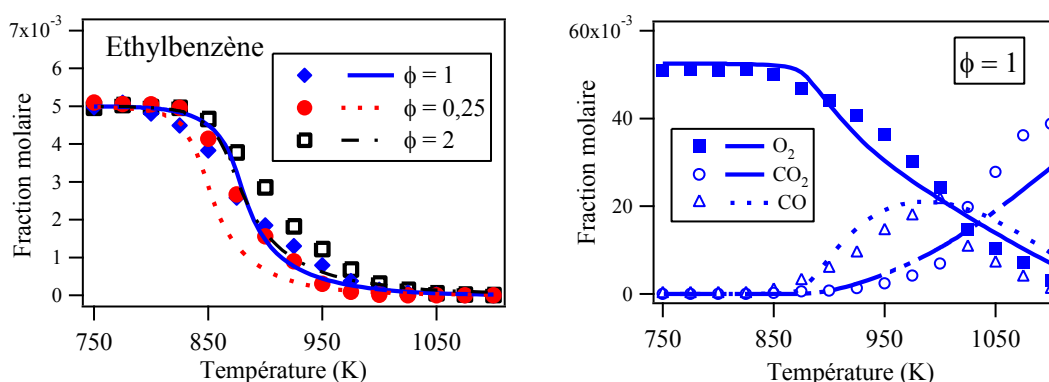 7x10⁻³
6
5
4
3
2
1
0
Fraction molaire
Ethylbenzène
ϕ = 1
ϕ = 0,25
ϕ = 2
750
850
950
1050
Température (K)
60x10⁻³
40
20
0
Fraction molaire
ϕ = 1
O₂
CO₂
CO
750
850
950
1050
Température (K)